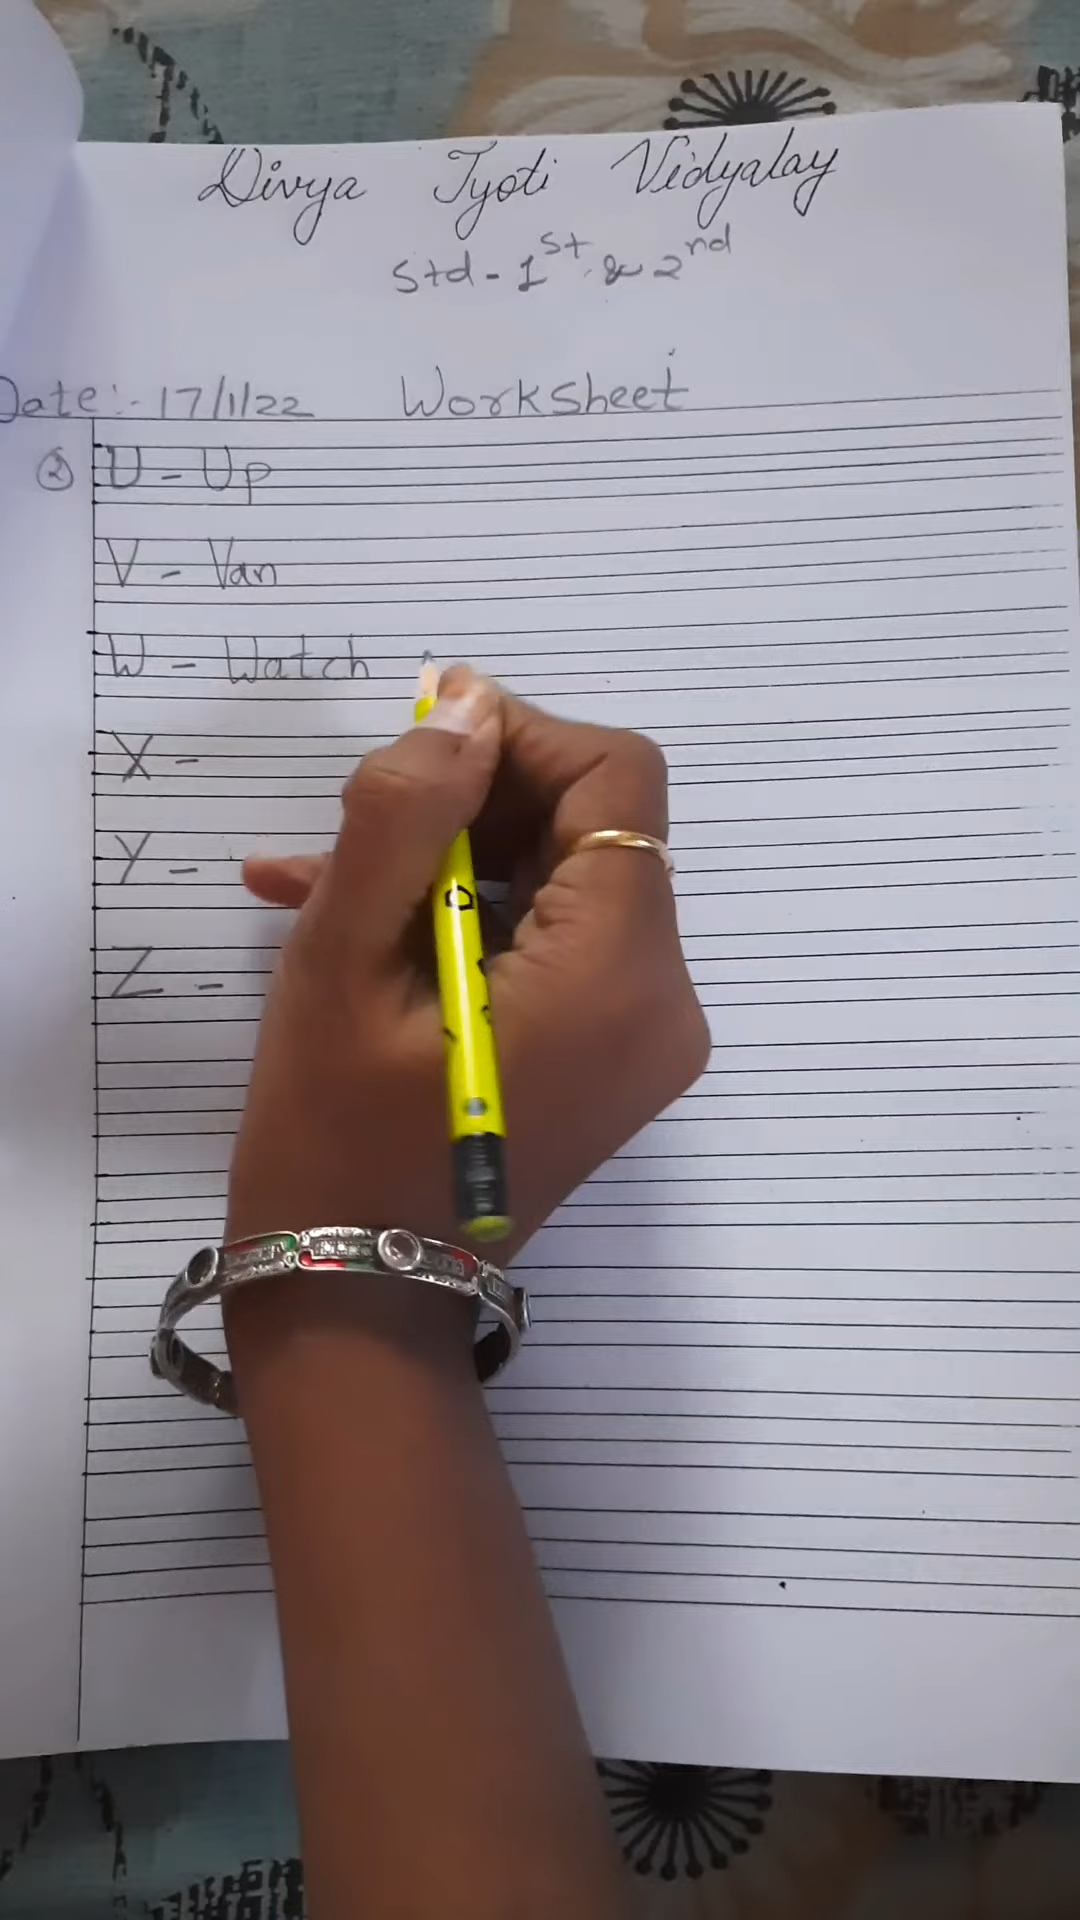 Divya Jyoti Vidyalay
Std - 1st & 2nd
Date:- 17/1/22 Worksheet
② U - Up
V - Van
W - Watch
X -
Y -
Z -